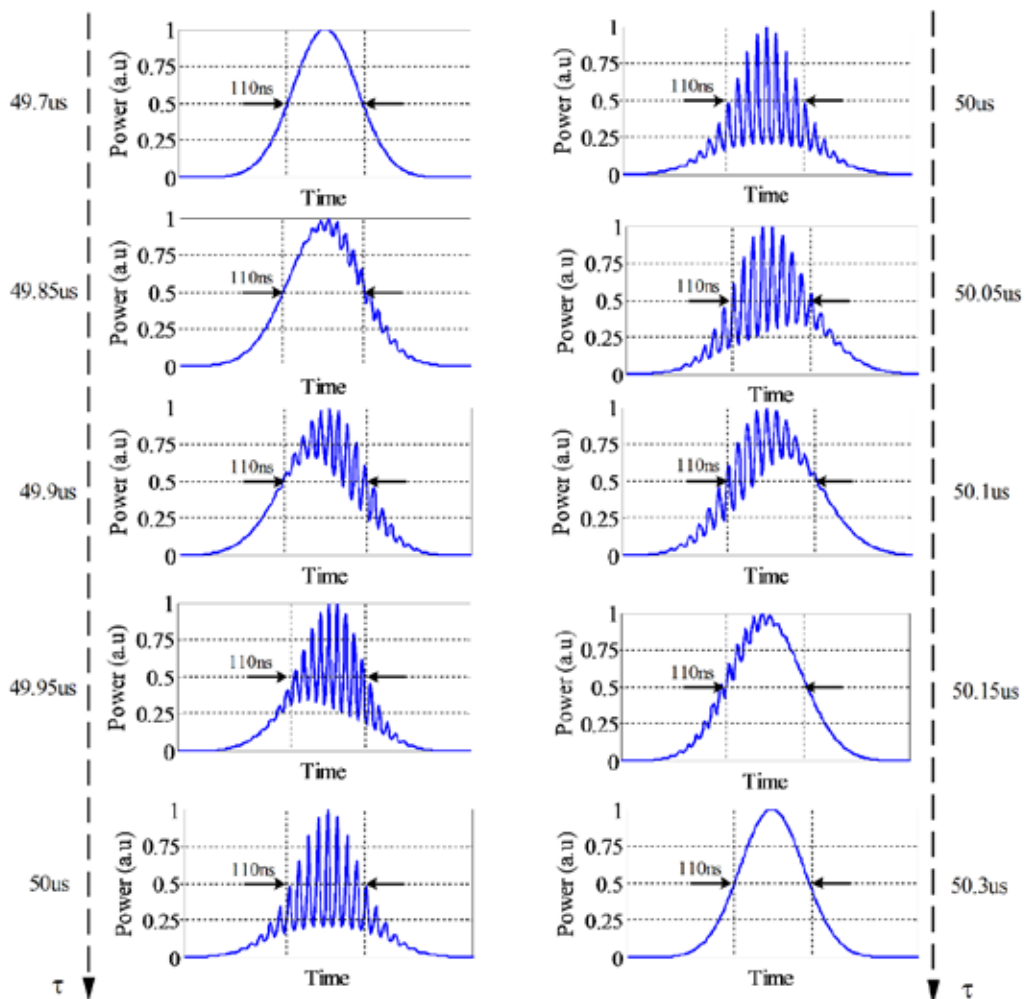 49.7us
Power (a.u)
1
0.75
110ns
0.5
0.25
0
Time
49.85us
Power (a.u)
1
0.75
110ns
0.5
0.25
0
Time
49.9us
Power (a.u)
1
0.75
110ns
0.5
0.25
0
Time
49.95us
Power (a.u)
1
0.75
110ns
0.5
0.25
0
Time
50us
Power (a.u)
1
0.75
110ns
0.5
0.25
0
Time
τ
Power (a.u)
1
0.75
110ns
0.5
0.25
0
Time
50us
Power (a.u)
1
0.75
110ns
0.5
0.25
0
Time
50.05us
Power (a.u)
1
0.75
110ns
0.5
0.25
0
Time
50.1us
Power (a.u)
1
0.75
110ns
0.5
0.25
0
Time
50.15us
Power (a.u)
1
0.75
110ns
0.5
0.25
0
Time
50.3us
τ